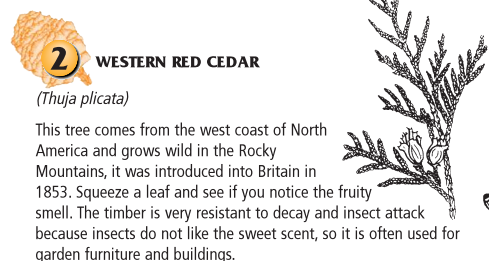 2 WESTERN RED CEDAR
(Thuja plicata)
This tree comes from the west coast of North
America and grows wild in the Rocky
Mountains, it was introduced into Britain in
1853. Squeeze a leaf and see if you notice the fruity
smell. The timber is very resistant to decay and insect attack
because insects do not like the sweet scent, so it is often used for
garden furniture and buildings.